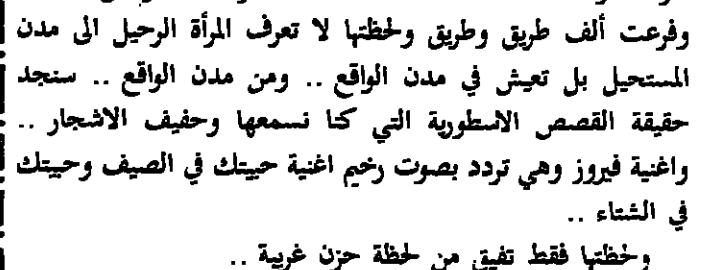 وفرعت ألف طريق وطريق ولحظتها لا تعرف المرأة الرحيل الى مدن
المستحيل بل تعيش في مدن الواقع .. ومن مدن الواقع .. سنجد
حقيقة القصص الاسطورية التي كنا نسمعها وحفيف الاشجار ..
واغنية فيروز وهي تردد بصوت رخيم اغنية حبيتك في الصيف وحبيتك
في الشتاء ..
ولحظتها فقط تفيق من لحظة حزن غريبة ..